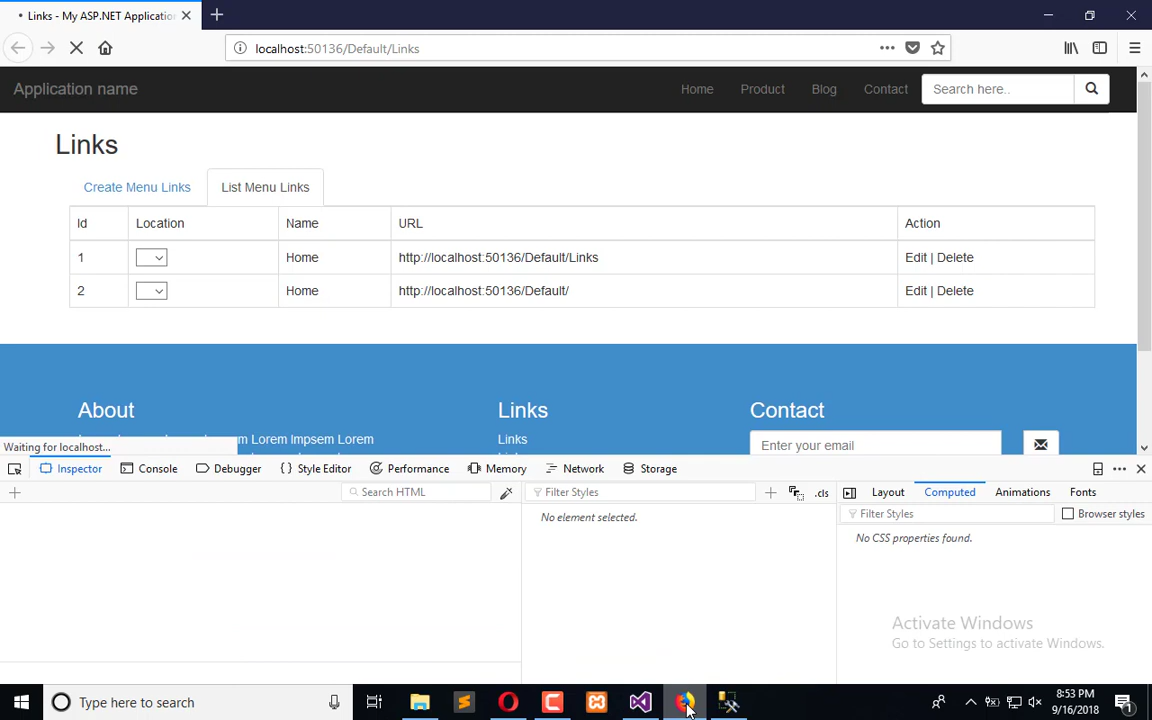 Links - My ASP.NET Applicatio
localhost:50136/Default/Links
Application name
Home
Product
Blog
Contact
Search here..
Links
Create Menu Links
List Menu Links
Id
Location
Name
URL
Action
1
Home
http://localhost:50136/Default/Links
Edit | Delete
2
Home
http://localhost:50136/Default/
Edit | Delete
About
Links
Contact
Lorem Impsem Lorem
Links
Enter your email
Waiting for localhost...
Inspector
Console
Debugger
{ } Style Editor
Performance
Memory
Network
Storage
Search HTML
Filter Styles
.cls
Layout
Computed
Animations
Fonts
No element selected.
Filter Styles
Browser styles
No CSS properties found.
Activate Windows
Go to Settings to activate Windows.
Type here to search
8:53 PM
9/16/2018
1